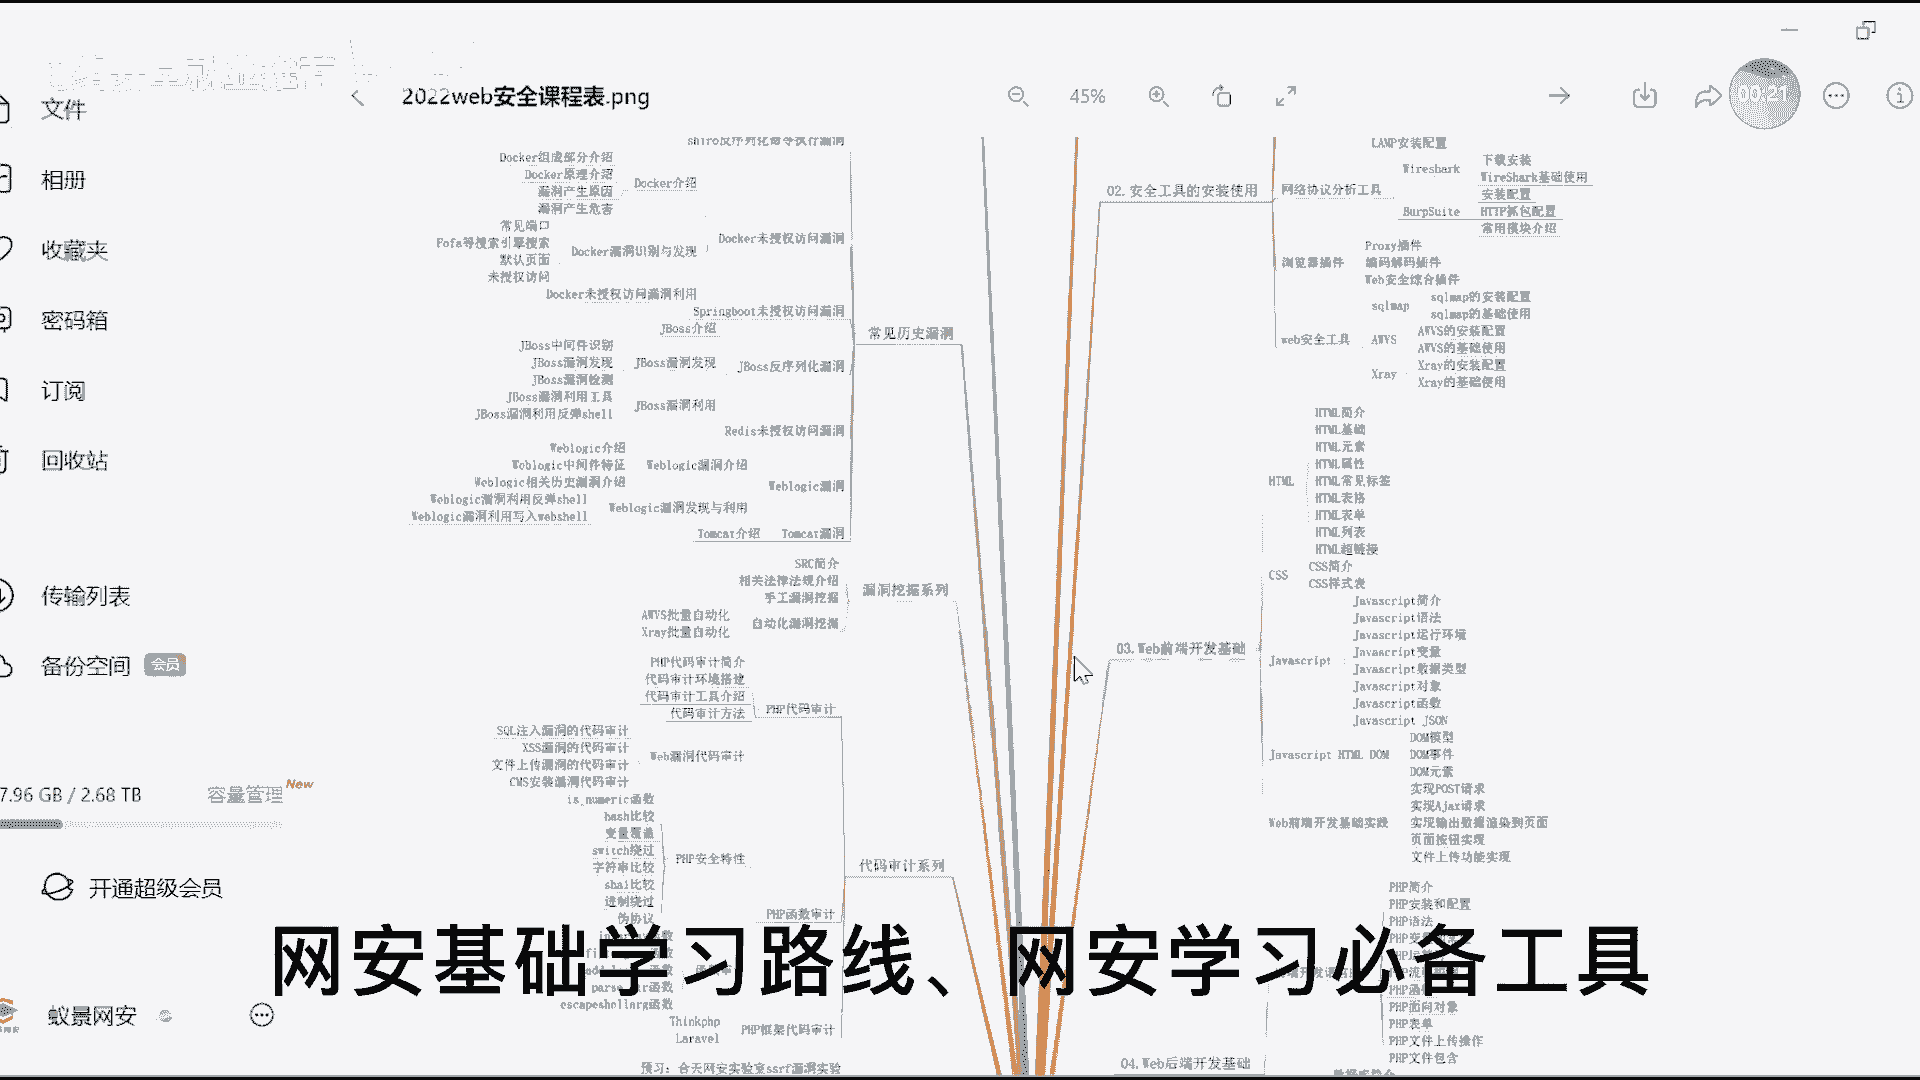 文件
相册
收藏夹
密码箱
订阅
回收站
传输列表
备份空间 会员
7.96 GB / 2.68 TB 容量管理 New
开通超级会员
蚁景网安
2022web安全课程表.png
45%
00:21
shiro反序列化命令执行漏洞
Docker组成部分介绍
Docker原理介绍
漏洞产生原因
漏洞产生危害
Docker介绍
常见端口
Fofa等搜索引擎搜索
默认页面
未授权访问
Docker漏洞识别与发现
Docker未授权访问漏洞
Docker未授权访问漏洞利用
Springboot未授权访问漏洞
JBoss介绍
JBoss中间件识别
JBoss漏洞发现
JBoss漏洞检测
JBoss漏洞发现
JBoss反序列化漏洞
JBoss漏洞利用工具
JBoss漏洞利用反弹shell
JBoss漏洞利用
Redis未授权访问漏洞
Weblogic介绍
Weblogic中间件特征
Weblogic相关历史漏洞介绍
Weblogic漏洞介绍
Weblogic漏洞
Weblogic漏洞利用反弹shell
Weblogic漏洞利用写入webshell
Weblogic漏洞发现与利用
Tomcat介绍
Tomcat漏洞
常见历史漏洞
SRC简介
相关法律法规介绍
手工漏洞挖掘
AWVS批量自动化
Xray批量自动化
自动化漏洞挖掘
漏洞挖掘系列
PHP代码审计简介
代码审计环境搭建
代码审计工具介绍
代码审计方法
PHP代码审计
SQL注入漏洞的代码审计
XSS漏洞的代码审计
文件上传漏洞的代码审计
CMS安装漏洞代码审计
Web漏洞代码审计
is_numeric函数
hash比较
变量覆盖
switch绕过
字符串比较
sha1比较
进制绕过
伪协议
PHP安全特性
PHP函数审计
escapeshellarg函数
Thinkphp
Laravel
PHP框架代码审计
代码审计系列
预习：合天网安实验室ssrf漏洞实验
LAMP安装配置
02.安全工具的安装使用
网络协议分析工具
Wireshark
下载安装
WireShark基础使用
BurpSuite
安装配置
HTTP抓包配置
常用模块介绍
浏览器插件
Proxy插件
编码解码插件
Web安全综合插件
web安全工具
sqlmap
sqlmap的安装配置
sqlmap的基础使用
AWVS
AWVS的安装配置
AWVS的基础使用
Xray
Xray的安装配置
Xray的基础使用
03.Web前端开发基础
HTML
HTML简介
HTML基础
HTML元素
HTML属性
HTML常见标签
HTML表格
HTML表单
HTML列表
HTML超链接
CSS
CSS简介
CSS样式表
Javascript
Javascript简介
Javascript语法
Javascript运行环境
Javascript变量
Javascript数据类型
Javascript对象
Javascript函数
Javascript JSON
Javascript HTML DOM
DOM模型
DOM事件
DOM元素
Web前端开发基础实践
实现POST请求
实现Ajax请求
实现输出数据渲染到页面
页面按钮实现
文件上传功能实现
04.Web后端开发基础
PHP简介
PHP安装和配置
PHP语法
PHP面向对象
PHP表单
PHP文件上传操作
PHP文件包含
网安基础学习路线、网安学习必备工具